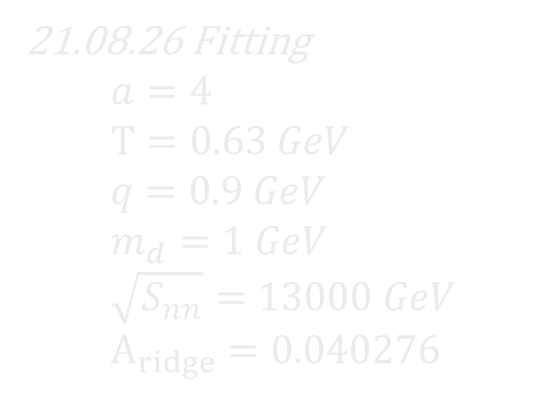 21.08.26 Fitting
a = 4
T = 0.63 GeV
q = 0.9 GeV
m_d = 1 GeV
√S_nn = 13000 GeV
A_ridge = 0.040276